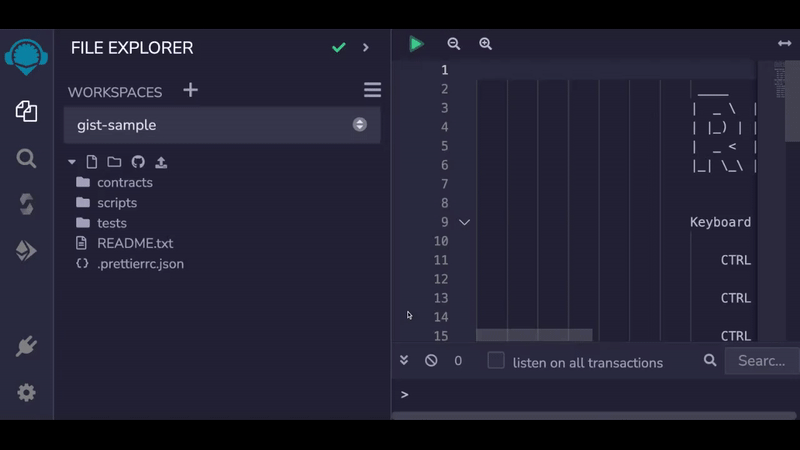 FILE EXPLORER
WORKSPACES
gist-sample
contracts
scripts
tests
README.txt
.prettierrc.json
1
2 ____
3 | _ \ |
4 | |_) | |
5 | _ < |
6 |_| \_\ |
7
8
9 Keyboard
10
11 CTRL
12
13 CTRL
14
15 CTRL
0 listen on all transactions Searc...
>